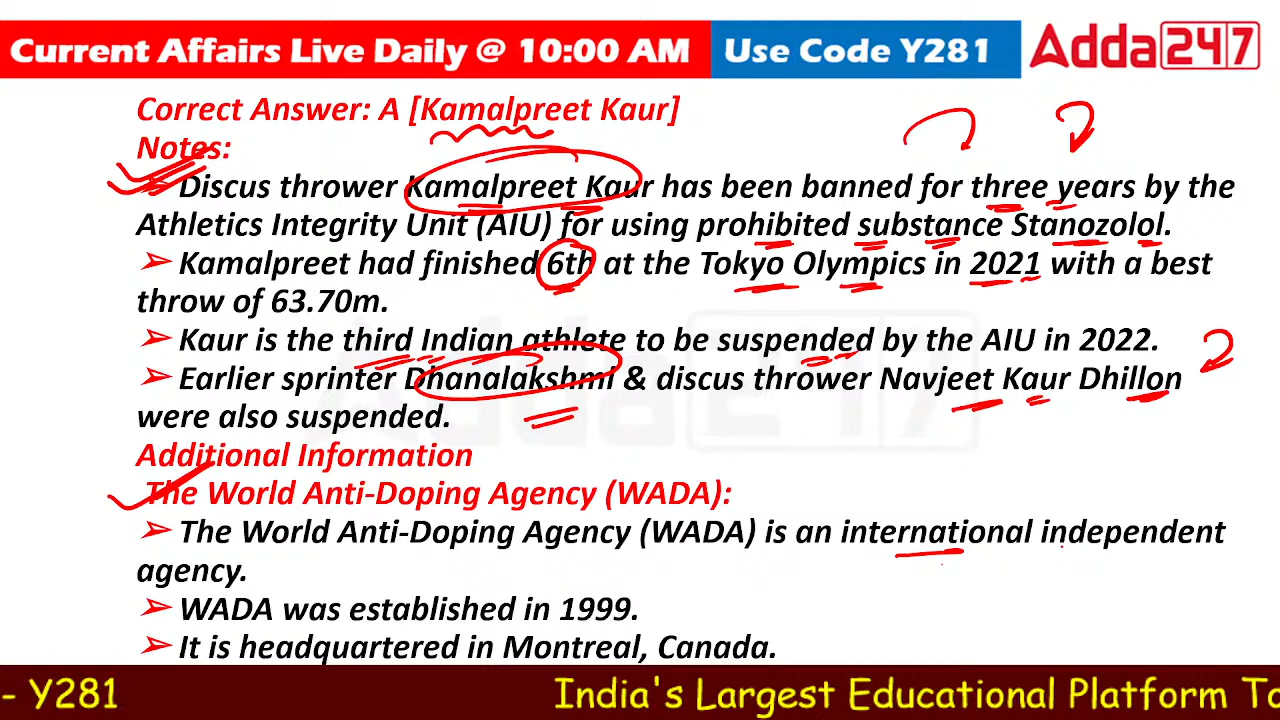 Current Affairs Live Daily @ 10:00 AM Use Code Y281 Adda247
Correct Answer: A [Kamalpreet Kaur]
Notes:
➢ Discus thrower Kamalpreet Kaur has been banned for three years by the
Athletics Integrity Unit (AIU) for using prohibited substance Stanozolol.
➢ Kamalpreet had finished 6th at the Tokyo Olympics in 2021 with a best
throw of 63.70m.
➢ Kaur is the third Indian athlete to be suspended by the AIU in 2022.
➢ Earlier sprinter Dhanalakshmi & discus thrower Navjeet Kaur Dhillon
were also suspended.
Additional Information
The World Anti-Doping Agency (WADA):
➢ The World Anti-Doping Agency (WADA) is an international independent
agency.
➢ WADA was established in 1999.
➢ It is headquartered in Montreal, Canada.
- Y281 India's Largest Educational Platform To